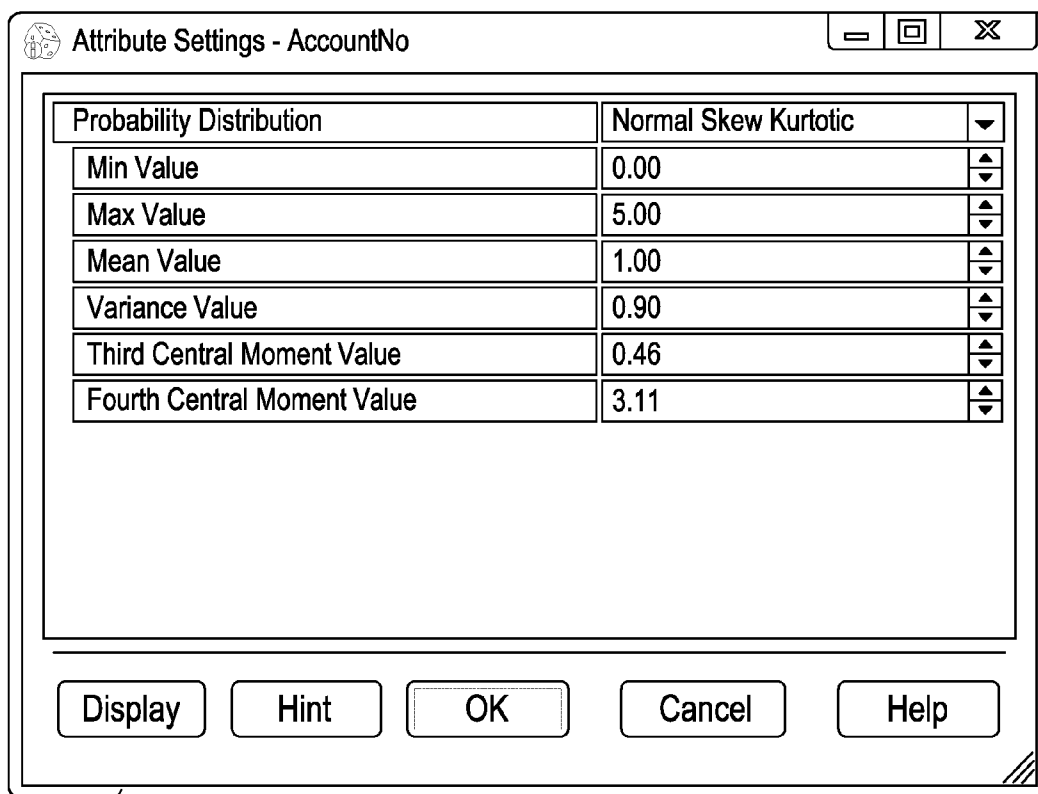 Attribute Settings - AccountNo
Probability Distribution Normal Skew Kurtotic
Min Value 0.00
Max Value 5.00
Mean Value 1.00
Variance Value 0.90
Third Central Moment Value 0.46
Fourth Central Moment Value 3.11
Display Hint OK Cancel Help